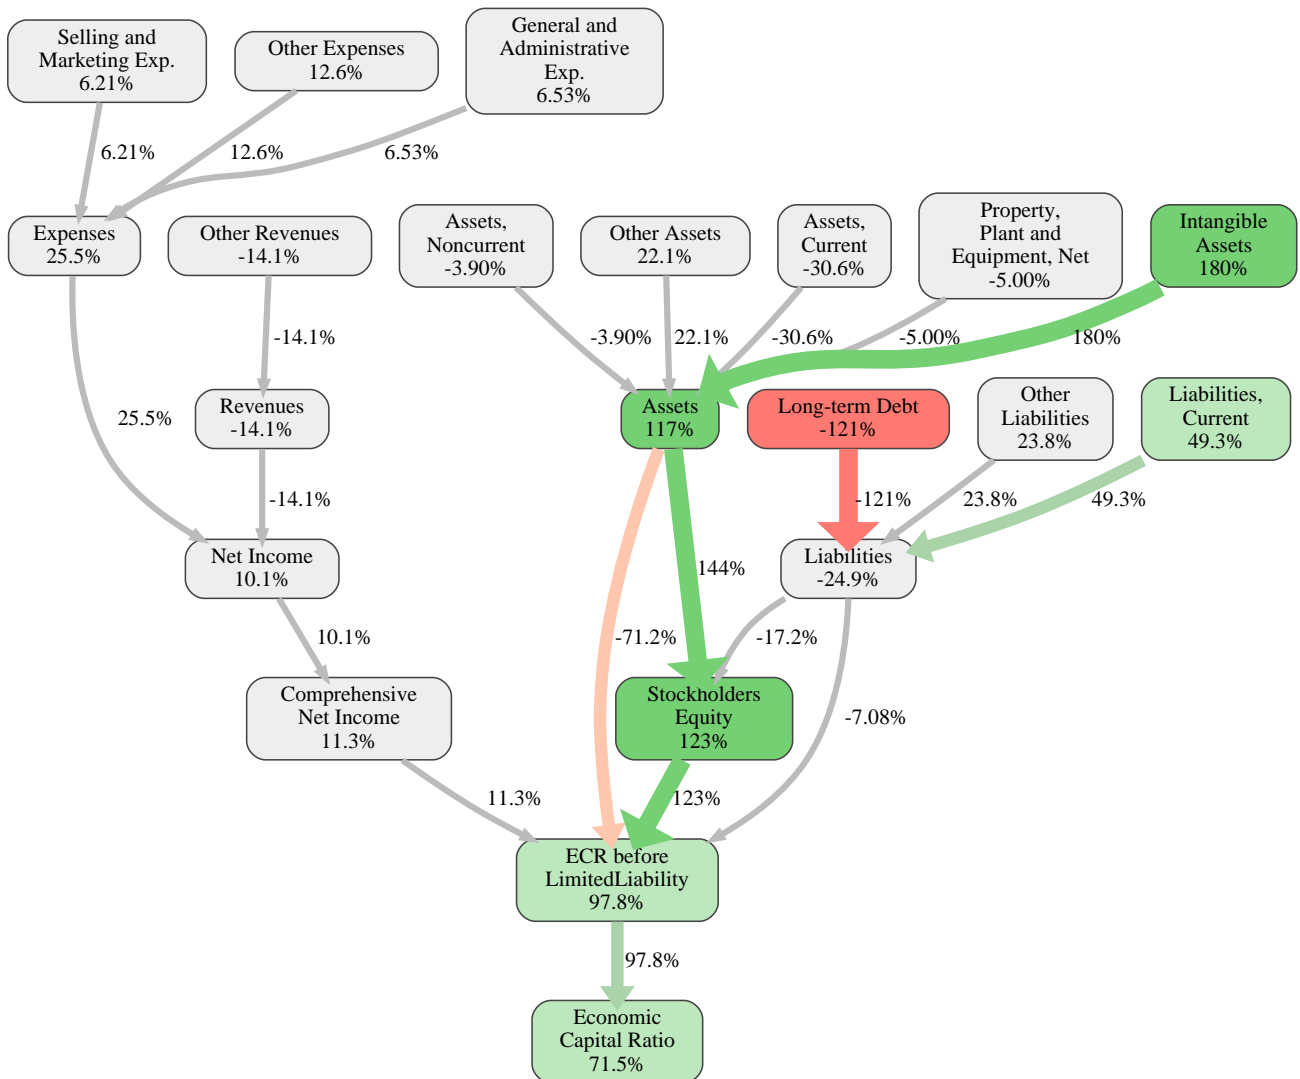 Selling and
Marketing Exp.
6.21%
Other Expenses
12.6%
General and
Administrative
Exp.
6.53%
6.21%
12.6%
6.53%
Expenses
25.5%
Other Revenues
-14.1%
Assets,
Noncurrent
-3.90%
Other Assets
22.1%
Assets,
Current
-30.6%
Property,
Plant and
Equipment, Net
-5.00%
Intangible
Assets
180%
-14.1%
-3.90%
22.1%
-30.6%
-5.00%
180%
25.5%
Revenues
-14.1%
Assets
117%
Long-term Debt
-121%
Other
Liabilities
23.8%
Liabilities,
Current
49.3%
-14.1%
-121%
23.8%
49.3%
Net Income
10.1%
Liabilities
-24.9%
144%
10.1%
-71.2%
-17.2%
Comprehensive
Net Income
11.3%
Stockholders
Equity
123%
-7.08%
11.3%
123%
ECR before
LimitedLiability
97.8%
97.8%
Economic
Capital Ratio
71.5%